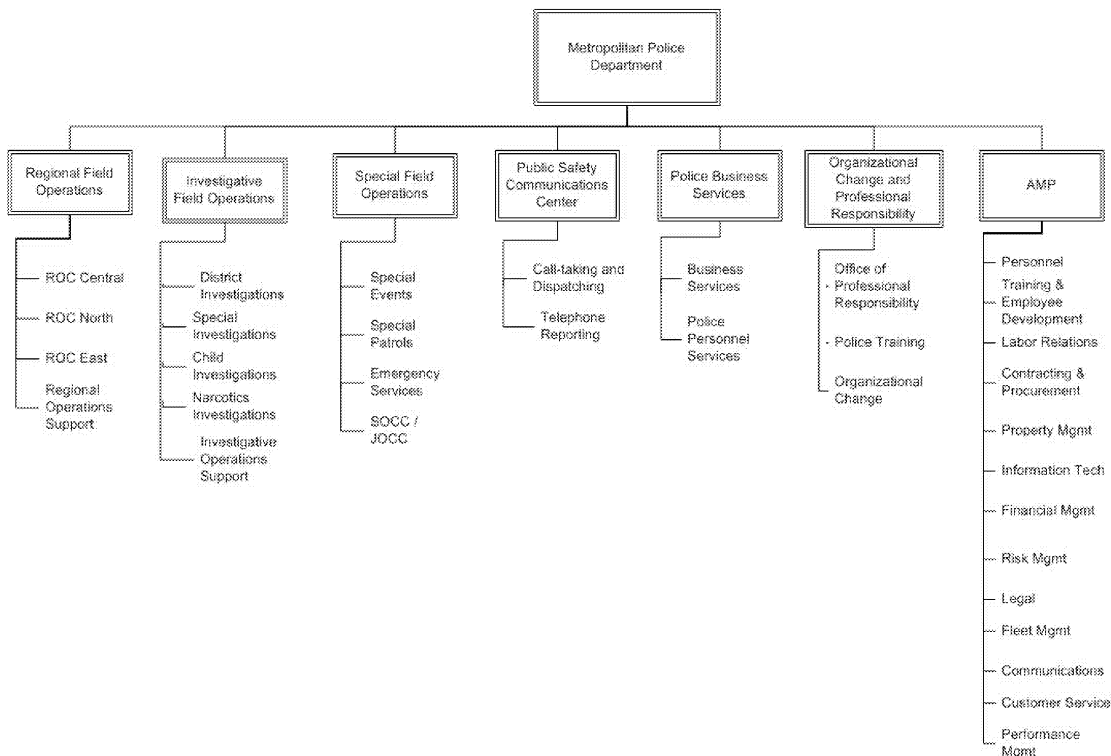 Metropolitan Police
Department
Regional Field
Operations
Investigative
Field Operations
Special Field
Operations
Public Safety
Communications
Center
Police Business
Services
Organizational
Change and
Professional
Responsibility
AMP
ROC Central
ROC North
ROC East
Regional
Operations
Support
District
Investigations
Special
Investigations
Child
Investigations
Narcotics
Investigations
Investigative
Operations
Support
Special
Events
Special
Patrols
Emergency
Services
SOCC /
JOCC
Call-taking and
Dispatching
Telephone
Reporting
Business
Services
Police
Personnel
Services
Office of
Professional
Responsibility
Police Training
Organizational
Change
Personnel
Training &
Employee
Development
Labor Relations
Contracting &
Procurement
Property Mgmt
Information Tech
Financial Mgmt
Risk Mgmt
Legal
Fleet Mgmt
Communications
Customer Service
Performance
Mgmt